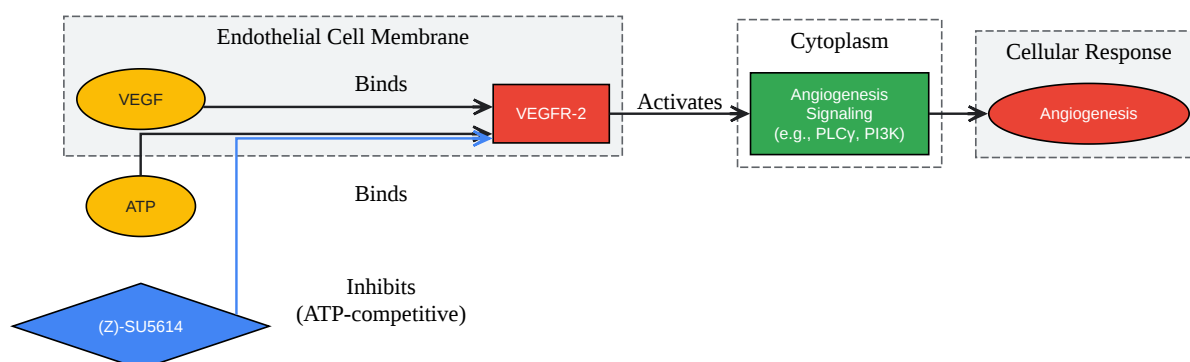 Endothelial Cell Membrane
VEGF
Binds
VEGFR-2
ATP
Binds
(Z)-SU5614
Inhibits
(ATP-competitive)
Activates
Cytoplasm
Angiogenesis
Signaling
(e.g., PLCγ, PI3K)
Cellular Response
Angiogenesis